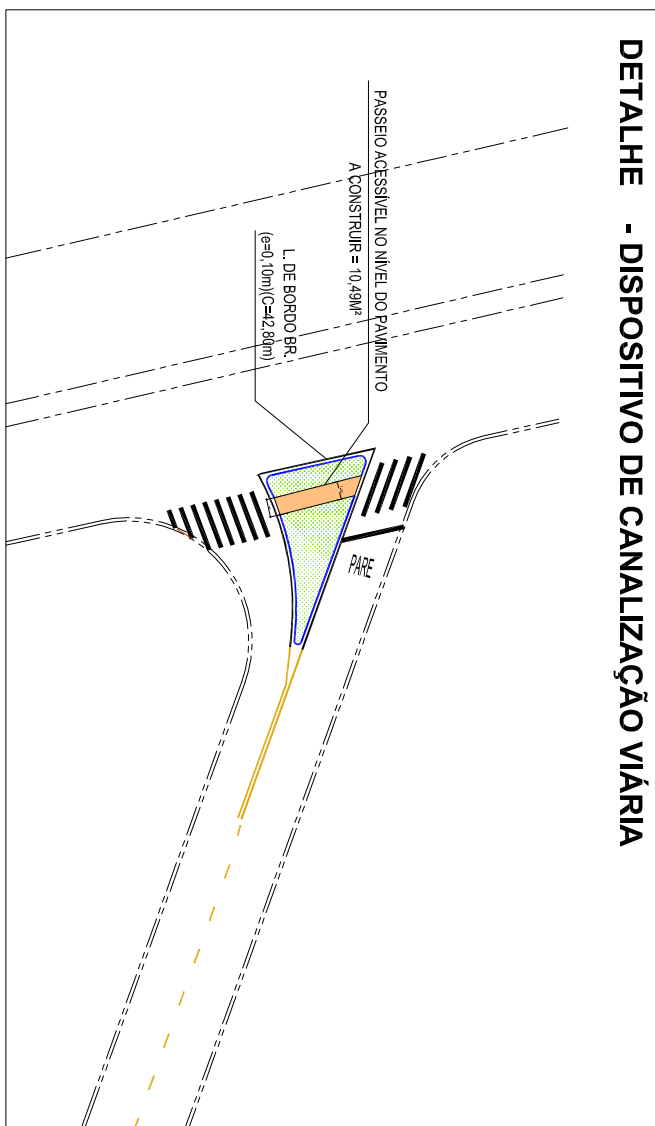 DETALHE - DISPOSITIVO DE CANALIZAÇÃO VIÁRIA
PASSEIO ACESSÍVEL NO NÍVEL DO PAVIMENTO
A CONSTRUIR = 10,49M²
L. DE BORDO BR.
(e=0,10m)(C=42,80m)
PARE